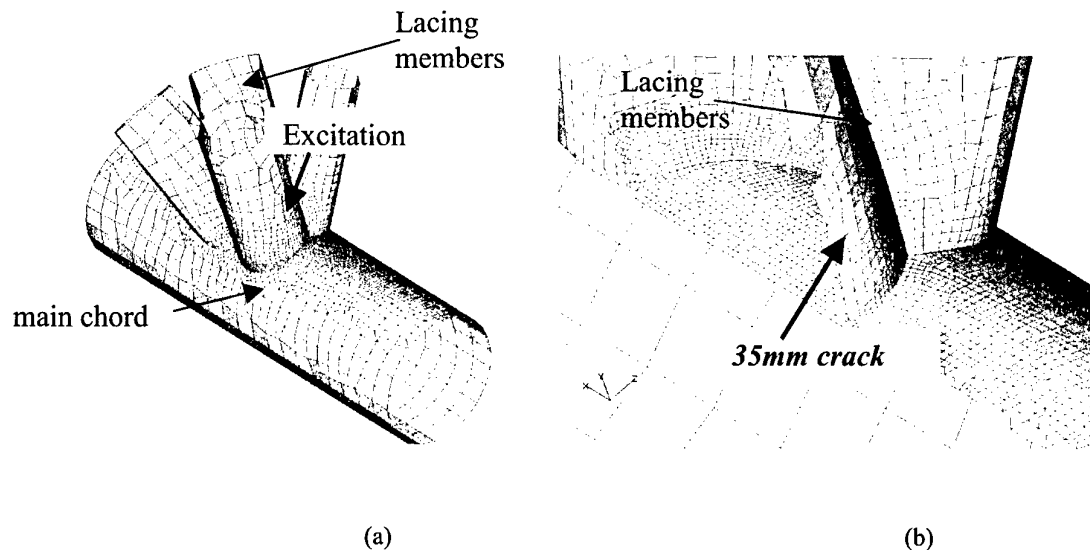 Lacing
members
Excitation
main chord
(a)
Lacing
members
35mm crack
x
Y
z
(b)